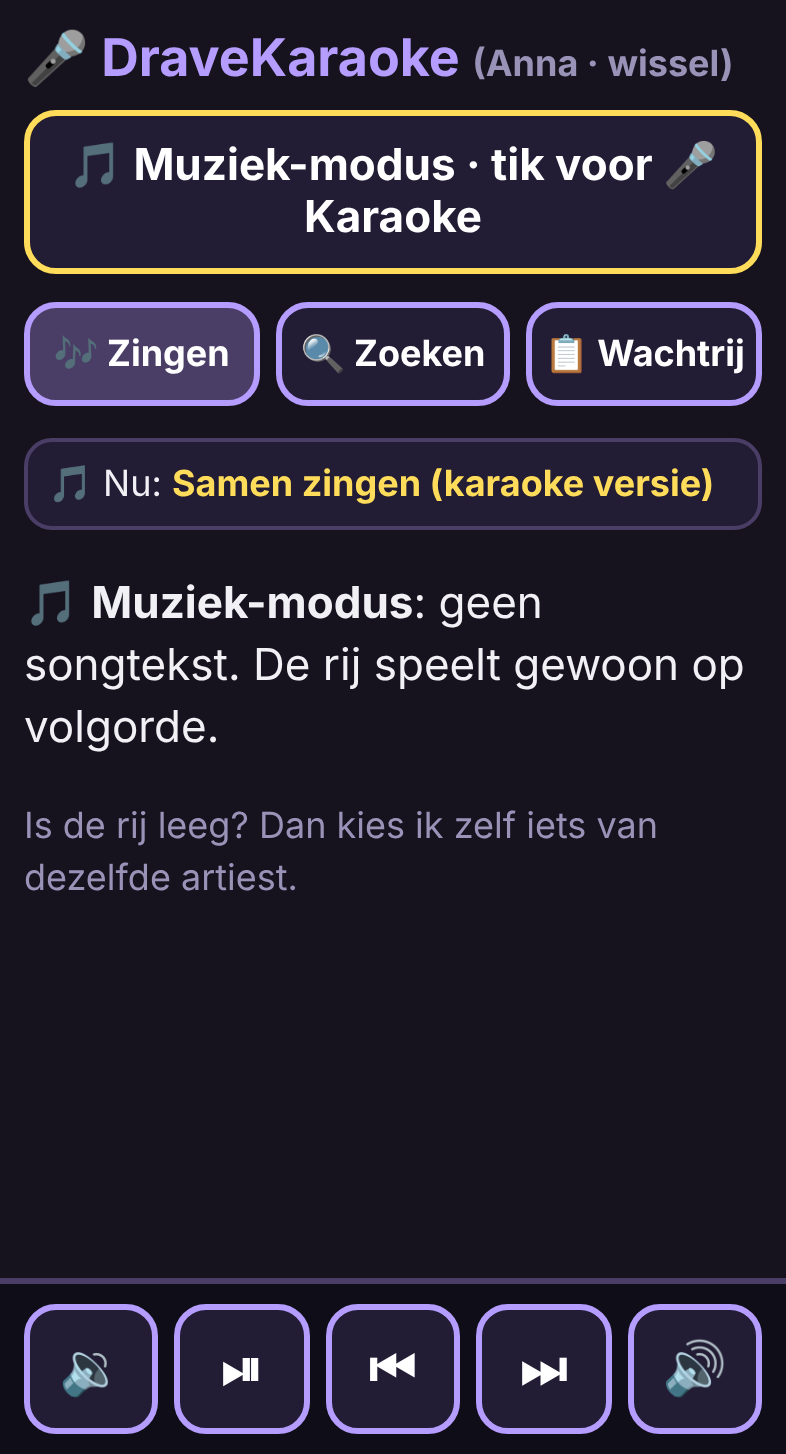 🎤 DraveKaraoke (Anna · wissel)
🎵 Muziek-modus · tik voor 🎤
Karaoke
🎶 Zingen
🔍 Zoeken
📋 Wachtrij
🎵 Nu: Samen zingen (karaoke versie)
🎵 Muziek-modus: geen
songtekst. De rij speelt gewoon op
volgorde.
Is de rij leeg? Dan kies ik zelf iets van
dezelfde artiest.